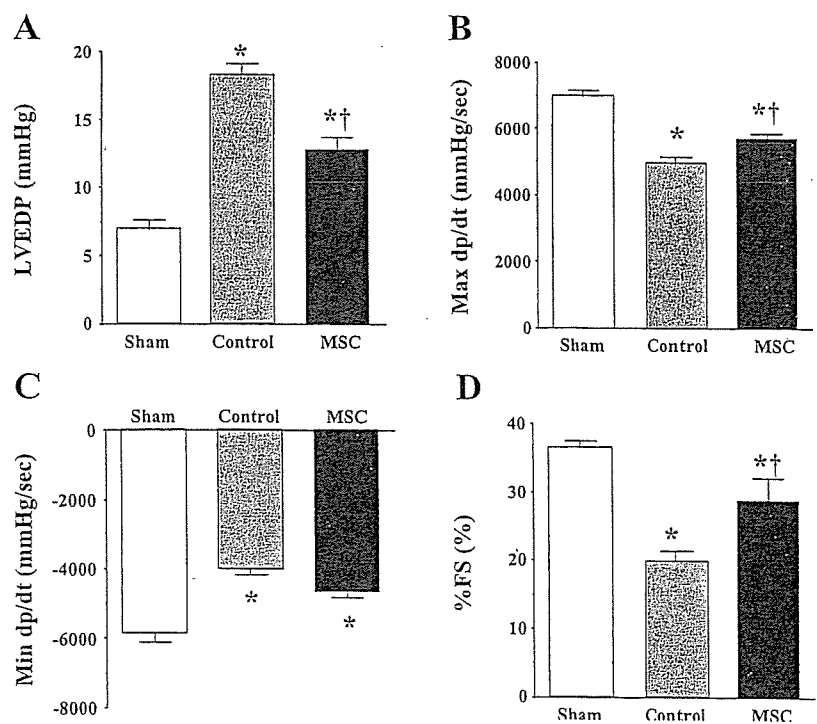 A
LVEDP (mmHg)
20
15
10
5
0
*
*†
Sham Control MSC
B
Max dp/dt (mmHg/sec)
8000
6000
4000
2000
0
*
*†
Sham Control MSC
C
Min dp/dt (mmHg/sec)
Sham Control MSC
0
-2000
-4000
-6000
-8000
*
*
D
%FS (%)
40
30
20
10
0
*
*†
Sham Control MSC